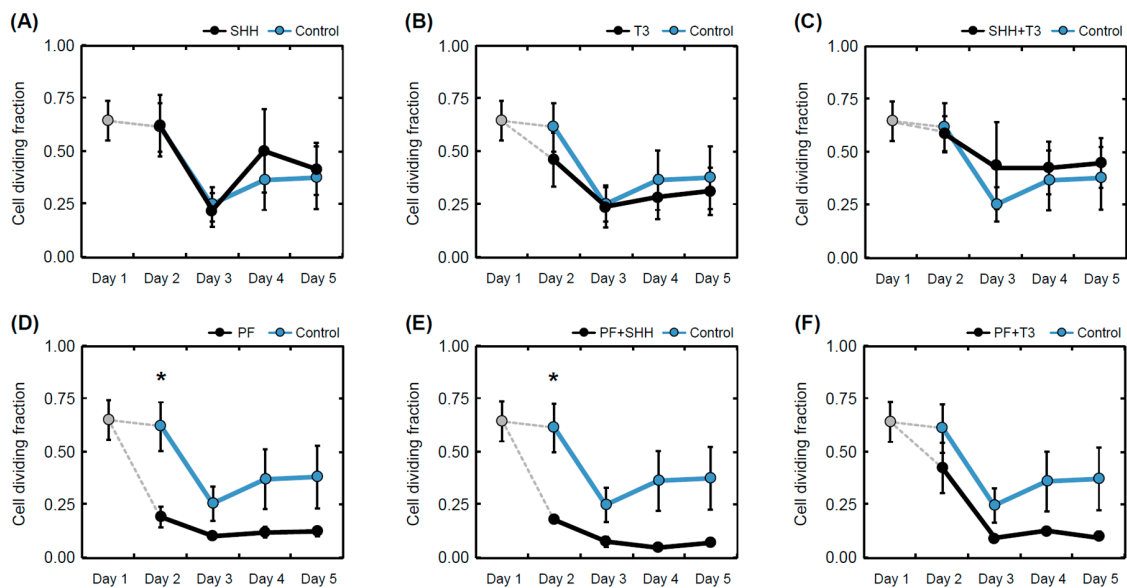 (A) SHH Control
1.00
0.75
0.50
0.25
0.00
Cell dividing fraction
Day 1 Day 2 Day 3 Day 4 Day 5
(B) T3 Control
1.00
0.75
0.50
0.25
0.00
Cell dividing fraction
Day 1 Day 2 Day 3 Day 4 Day 5
(C) SHH+T3 Control
1.00
0.75
0.50
0.25
0.00
Cell dividing fraction
Day 1 Day 2 Day 3 Day 4 Day 5
(D) PF Control
1.00
0.75
0.50
0.25
0.00
Cell dividing fraction
*
Day 1 Day 2 Day 3 Day 4 Day 5
(E) PF+SHH Control
1.00
0.75
0.50
0.25
0.00
Cell dividing fraction
*
Day 1 Day 2 Day 3 Day 4 Day 5
(F) PF+T3 Control
1.00
0.75
0.50
0.25
0.00
Cell dividing fraction
Day 1 Day 2 Day 3 Day 4 Day 5